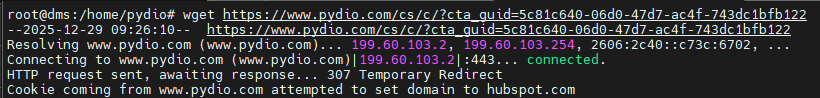 root@dms:/home/pydio# wget https://www.pydio.com/cs/c/?cta_guid=5c81c640-06d0-47d7-ac4f-743dc1bfb122
--2025-12-29 09:26:10--  https://www.pydio.com/cs/c/?cta_guid=5c81c640-06d0-47d7-ac4f-743dc1bfb122
Resolving www.pydio.com (www.pydio.com)... 199.60.103.2, 199.60.103.254, 2606:2c40::c73c:6702, ...
Connecting to www.pydio.com (www.pydio.com)|199.60.103.2|:443... connected.
HTTP request sent, awaiting response... 307 Temporary Redirect
Cookie coming from www.pydio.com attempted to set domain to hubspot.com